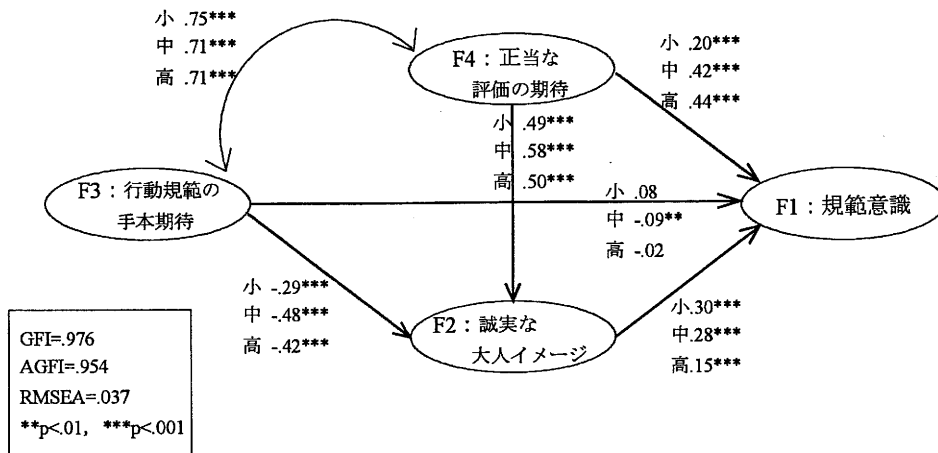 小 .75***
中 .71***
高 .71***
F4：正当な
評価の期待
小 .20***
中 .42***
高 .44***
小 .49***
中 .58***
高 .50***
F3：行動規範の
手本期待
小 .08
中 -.09**
高 -.02
F1：規範意識
小 -.29***
中 -.48***
高 -.42***
F2：誠実な
大人イメージ
小.30***
中.28***
高.15***
GFI=.976
AGFI=.954
RMSEA=.037
**p<.01, ***p<.001